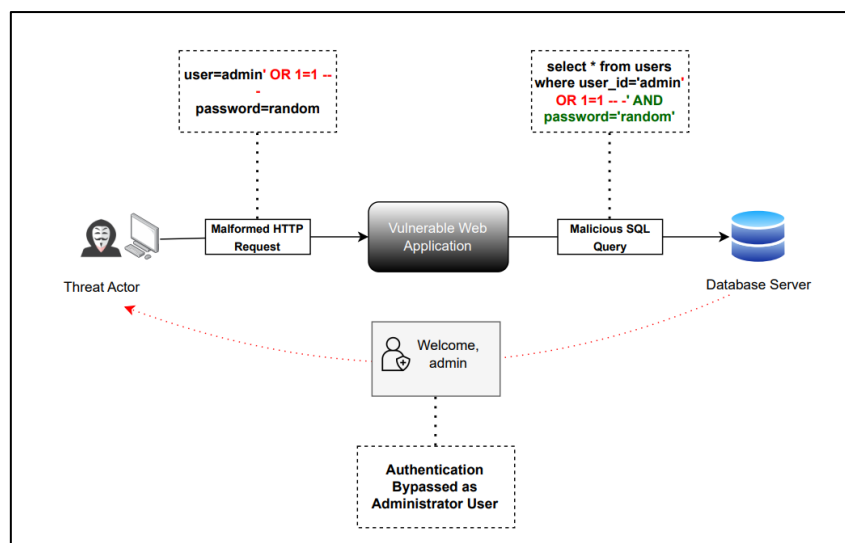 user=admin' OR 1=1 --
-
password=random
select * from users
where user_id='admin'
OR 1=1 -- -' AND
password='random'
Malformed HTTP
Request
Vulnerable Web
Application
Malicious SQL
Query
Threat Actor
Database Server
Welcome,
admin
Authentication
Bypassed as
Administrator User